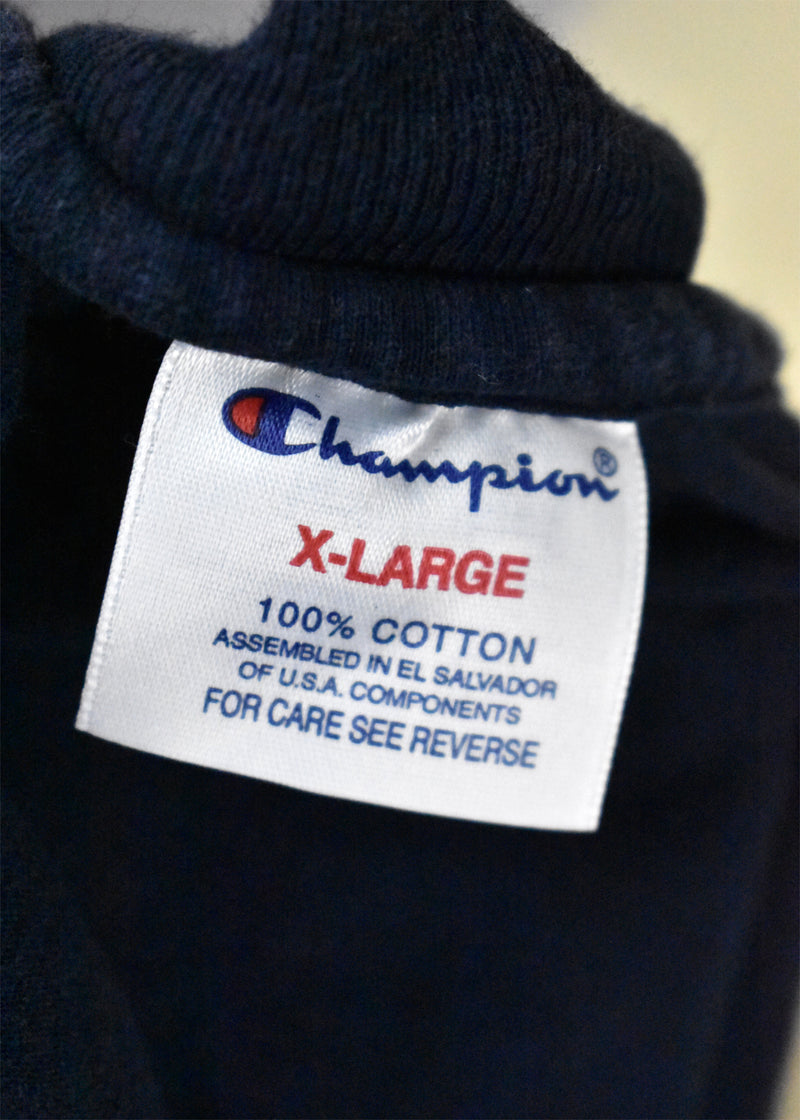 Champion®
X-LARGE
100% COTTON
ASSEMBLED IN EL SALVADOR
OF U.S.A. COMPONENTS
FOR CARE SEE REVERSE